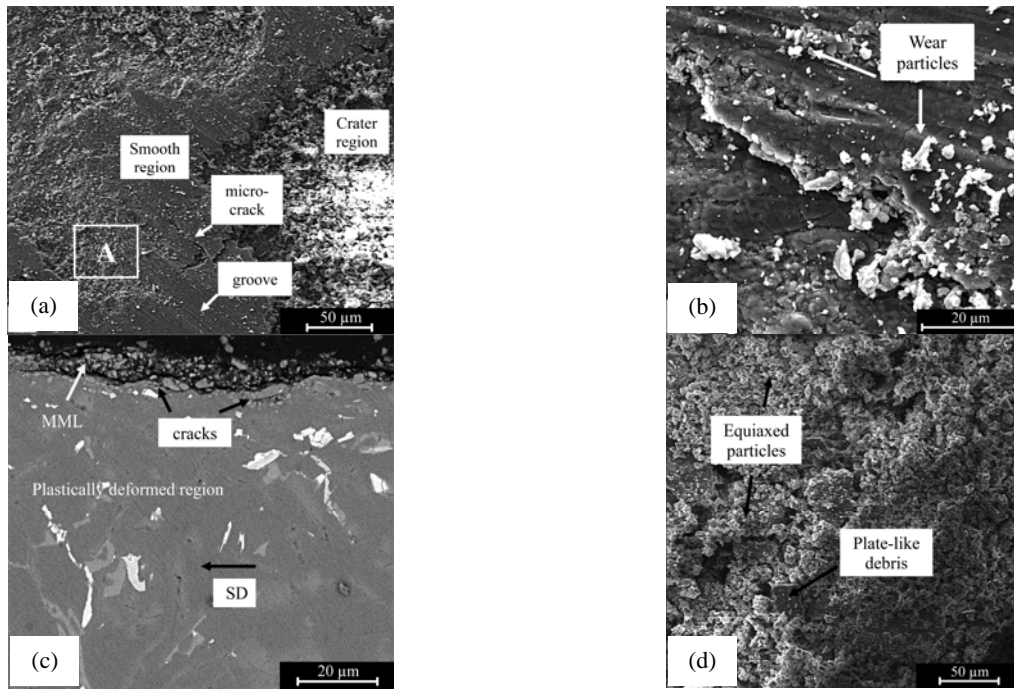 Smooth
region
Crater
region
micro-
crack
A
groove
(a)
50 µm
Wear
particles
(b)
20 µm
MML
cracks
Plastically deformed region
SD
(c)
20 µm
Equiaxed
particles
Plate-like
debris
(d)
50 µm